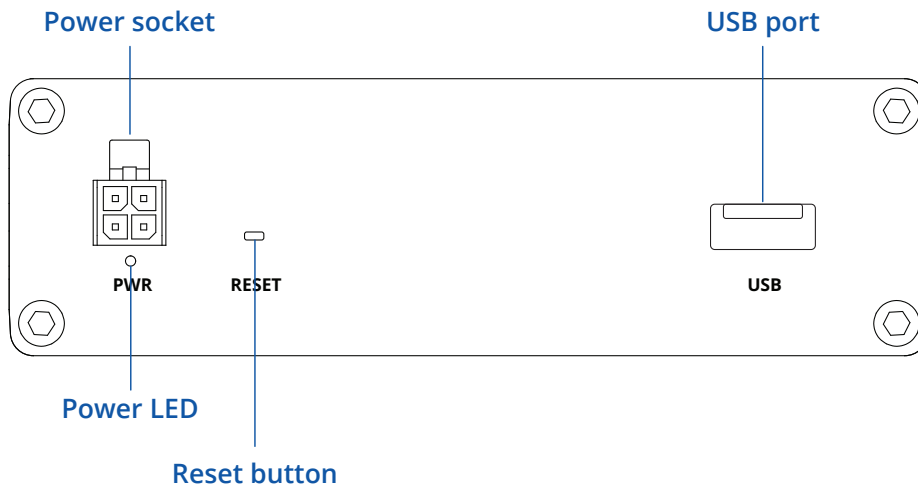 Power socket
USB port
PWR
RESET
USB
Power LED
Reset button